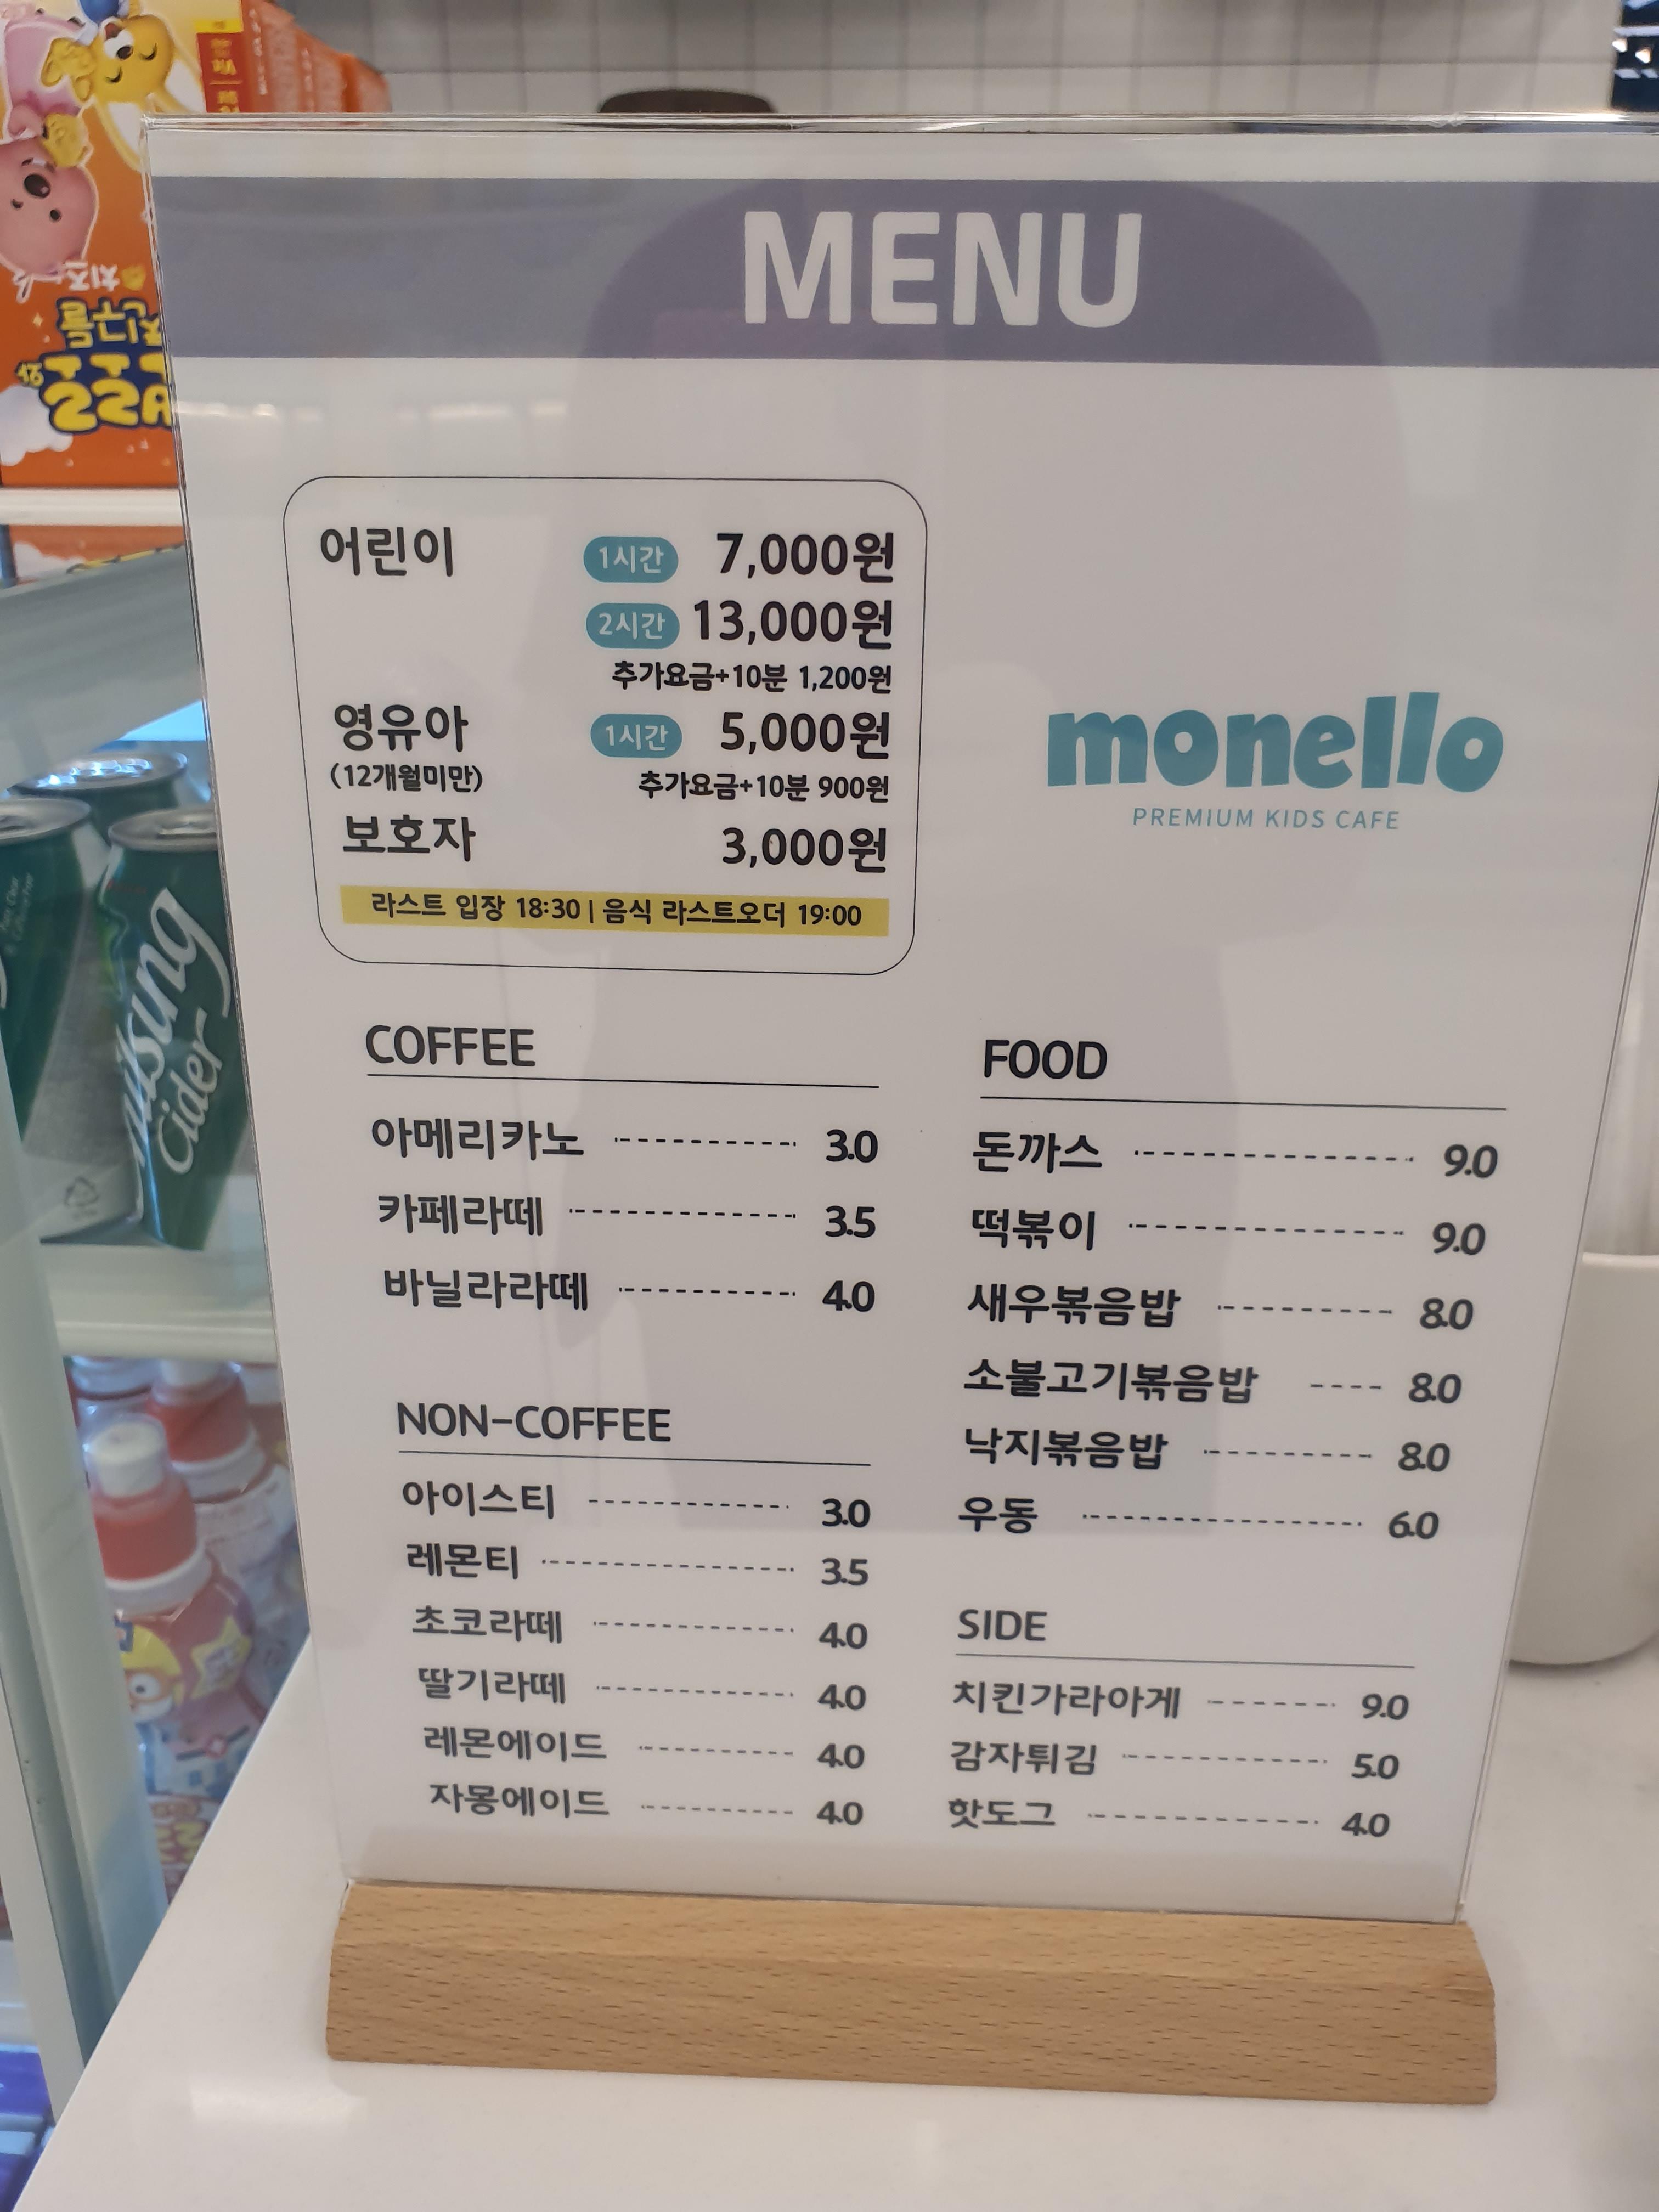 MENU
어린이 1시간 7,000원
2시간 13,000원
추가요금+10분 1,200원
영유아 1시간 5,000원
(12개월미만) 추가요금+10분 900원
보호자 3,000원
라스트 입장 18:30 | 음식 라스트오더 19:00
monello
PREMIUM KIDS CAFE
COFFEE
아메리카노 3.0
카페라떼 3.5
바닐라라떼 4.0
NON-COFFEE
아이스티 3.0
레몬티 3.5
초코라떼 4.0
딸기라떼 4.0
레몬에이드 4.0
자몽에이드 4.0
FOOD
돈까스 9.0
떡볶이 9.0
새우볶음밥 8.0
소불고기볶음밥 8.0
낙지볶음밥 8.0
우동 6.0
SIDE
치킨가라아게 9.0
감자튀김 5.0
핫도그 4.0
치즈
친구들
Cider